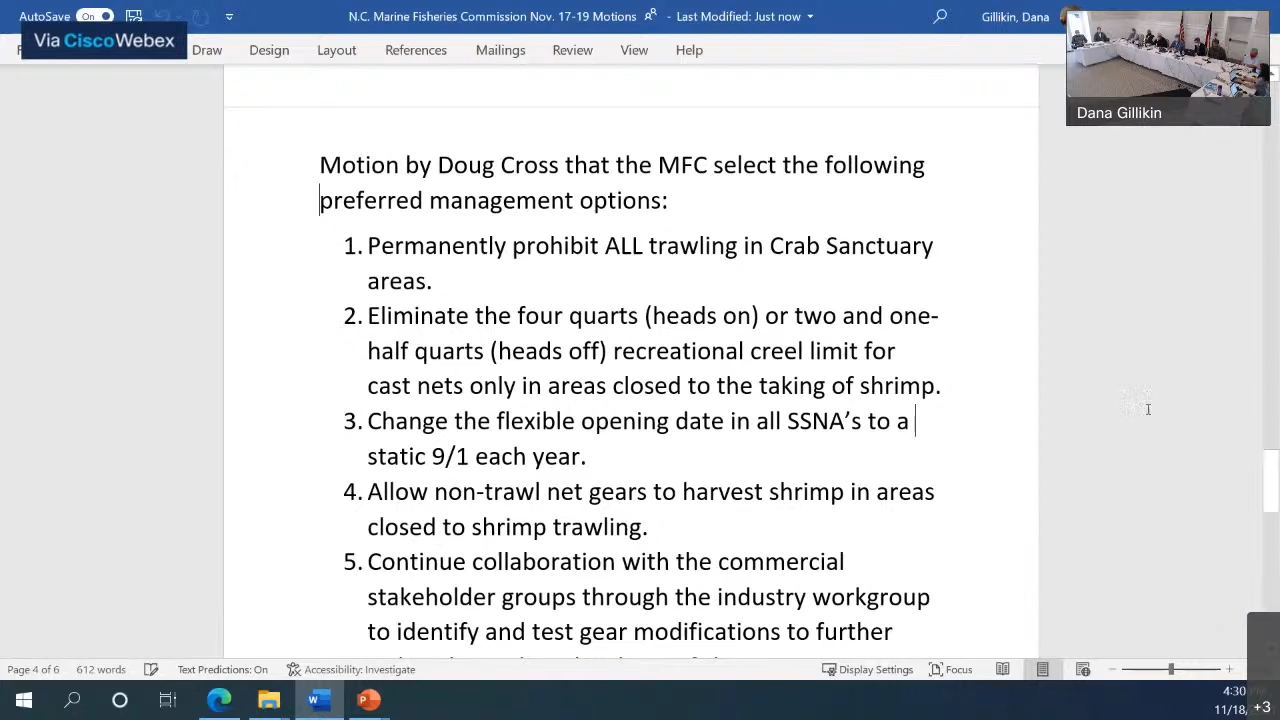 AutoSave On
N.C. Marine Fisheries Commission Nov. 17-19 Motions - Last Modified: Just now
Gillikin, Dana
Via Cisco Webex
Draw Design Layout References Mailings Review View Help
Dana Gillikin
Motion by Doug Cross that the MFC select the following
preferred management options:
1. Permanently prohibit ALL trawling in Crab Sanctuary
areas.
2. Eliminate the four quarts (heads on) or two and one-
half quarts (heads off) recreational creel limit for
cast nets only in areas closed to the taking of shrimp.
3. Change the flexible opening date in all SSNA’s to a
static 9/1 each year.
4. Allow non-trawl net gears to harvest shrimp in areas
closed to shrimp trawling.
5. Continue collaboration with the commercial
stakeholder groups through the industry workgroup
to identify and test gear modifications to further
Page 4 of 6 612 words Text Predictions: On Accessibility: Investigate Display Settings Focus
4:30
11/18/
+3